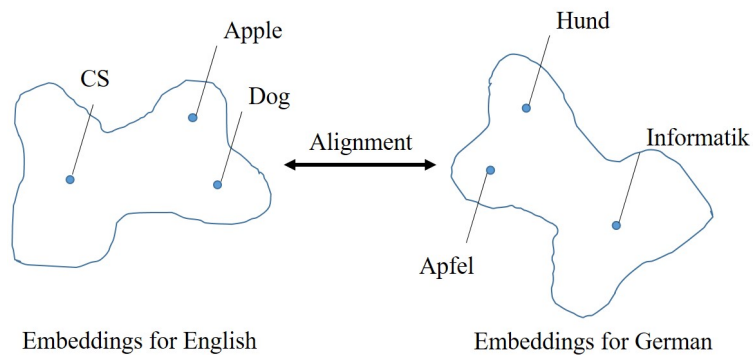 Apple
CS
Dog
Embeddings for English
Alignment
Hund
Informatik
Apfel
Embeddings for German